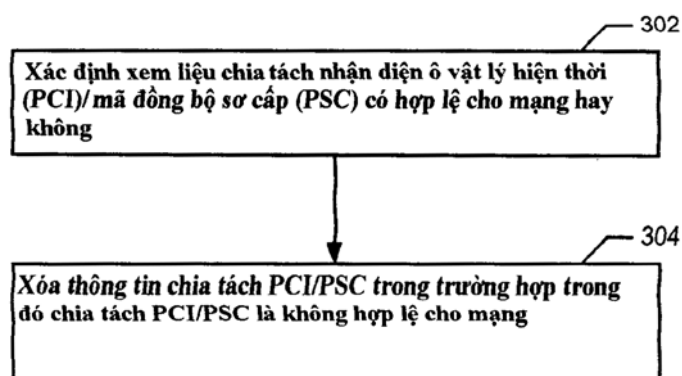 302
Xác định xem liệu chia tách nhận diện ô vật lý hiện thời
(PCI)/ mã đồng bộ sơ cấp (PSC) có hợp lệ cho mạng hay
không
304
Xóa thông tin chia tách PCI/PSC trong trường hợp trong
đó chia tách PCI/PSC là không hợp lệ cho mạng